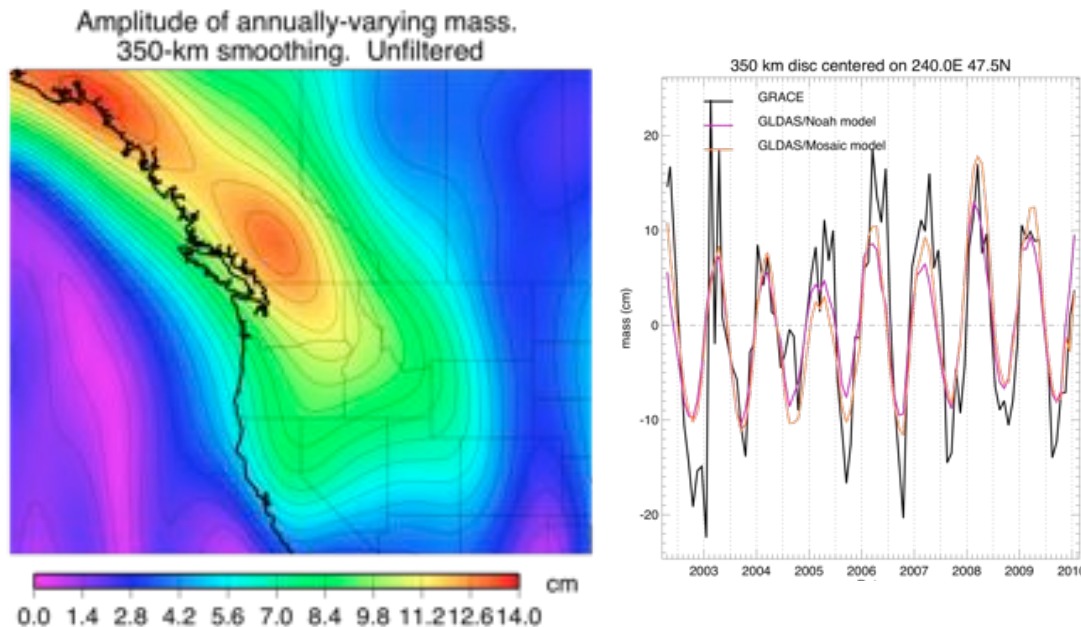 Amplitude of annually-varying mass.
350-km smoothing. Unfiltered
0.0 1.4 2.8 4.2 5.6 7.0 8.4 9.8 11.2 12.6 14.0
cm
350 km disc centered on 240.0E 47.5N
GRACE
GLDAS/Noah model
GLDAS/Mosaic model
mass (cm)
20
10
0
-10
-20
2003 2004 2005 2006 2007 2008 2009 2010